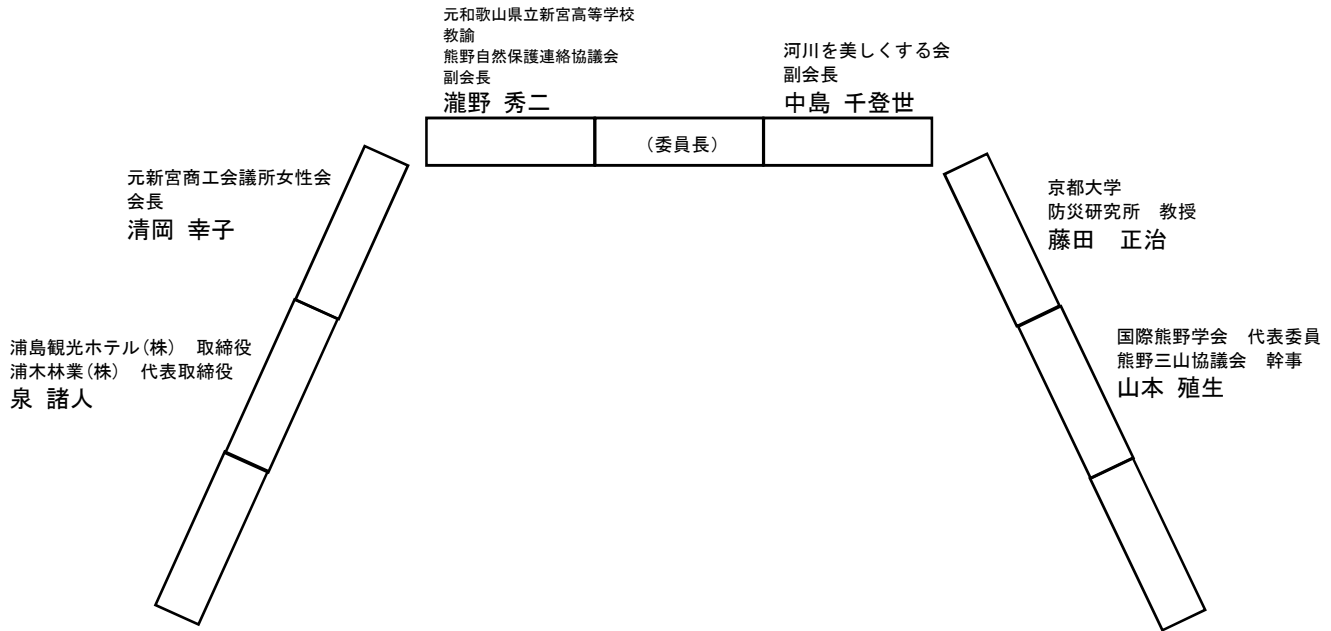 元和歌山県立新宮高等学校
教諭
熊野自然保護連絡協議会
副会長
瀧野 秀二
河川を美しくする会
副会長
中島 千登世
(委員長)
元新宮商工会議所女性会
会長
清岡 幸子
京都大学
防災研究所　教授
藤田　正治
浦島観光ホテル(株)　取締役
浦木林業(株)　代表取締役
泉 諸人
国際熊野学会　代表委員
熊野三山協議会　幹事
山本 殖生